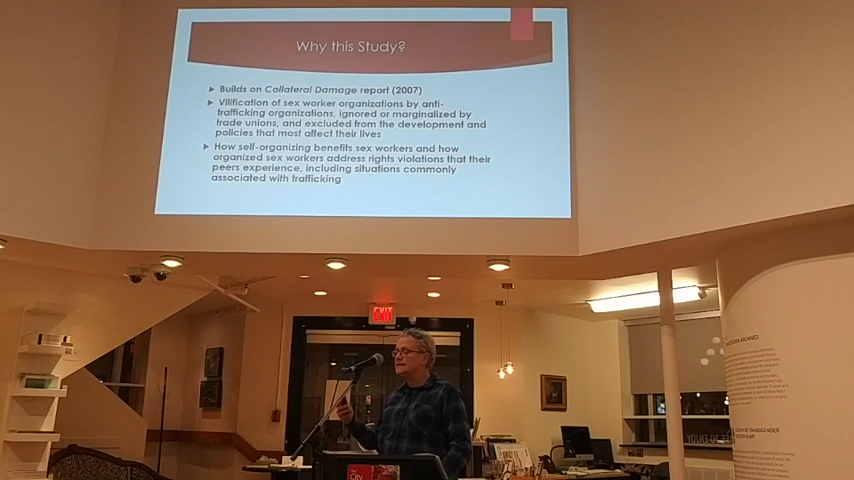 Why this Study?
Builds on Collateral Damage report (2007)
Vilification of sex worker organizations by anti-
trafficking organizations, ignored or marginalized by
trade unions, and excluded from the development and
policies that most affect their lives
How self-organizing benefits sex workers and how
organized sex workers address rights violations that their
peers experience, including situations commonly
associated with trafficking
EXIT
ARCHIVES
City